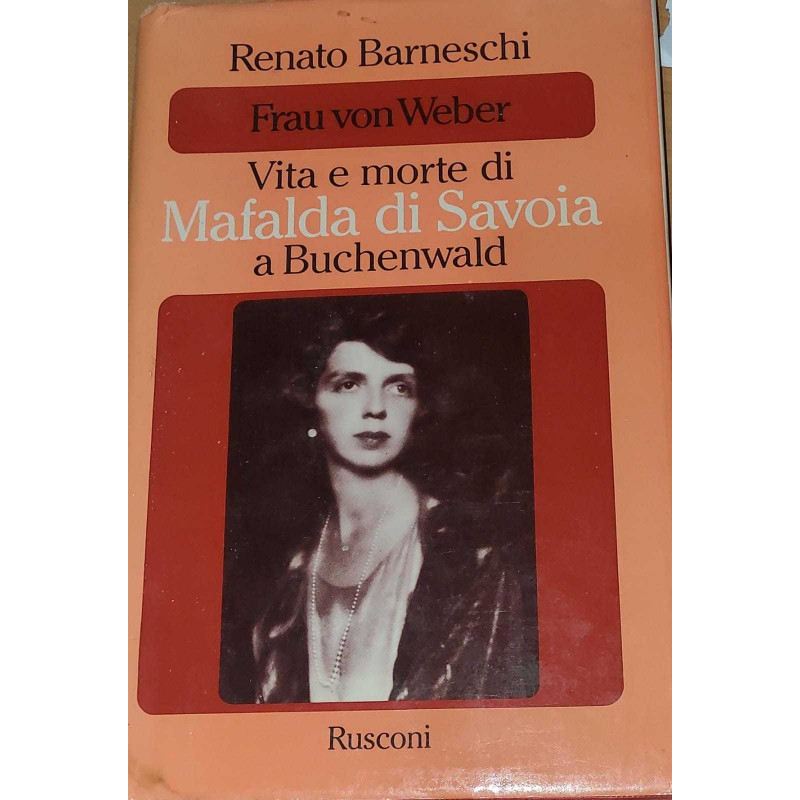 Renato Barneschi
Frau von Weber
Vita e morte di
Mafalda di Savoia
a Buchenwald
Rusconi